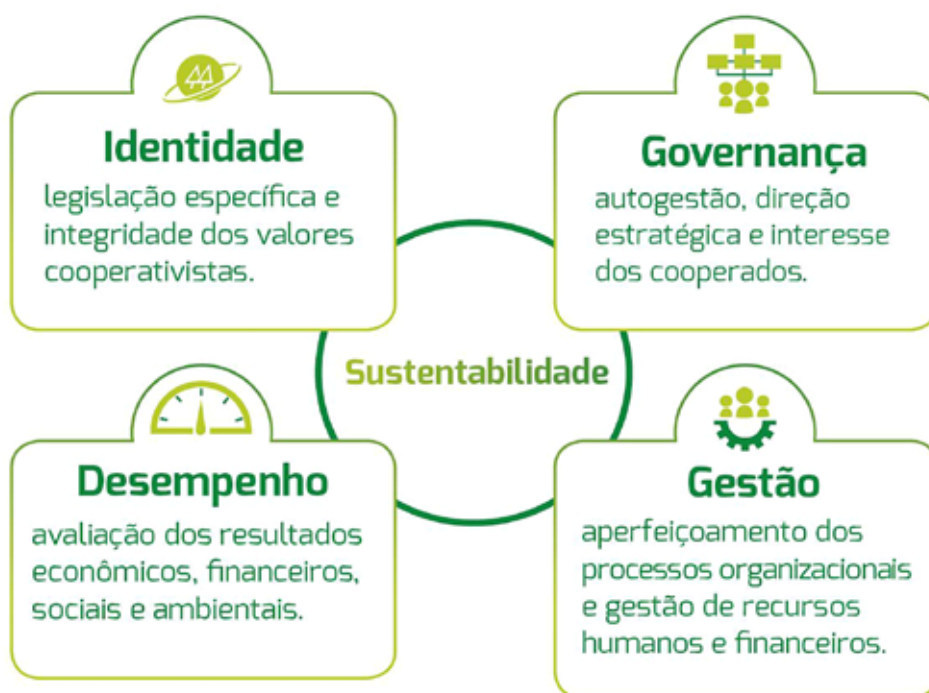 Identidade
legislação específica e
integridade dos valores
cooperativistas.
Governança
autogestão, direção
estratégica e interesse
dos cooperados.
Sustentabilidade
Desempenho
avaliação dos resultados
econômicos, financeiros,
sociais e ambientais.
Gestão
aperfeiçoamento dos
processos organizacionais
e gestão de recursos
humanos e financeiros.